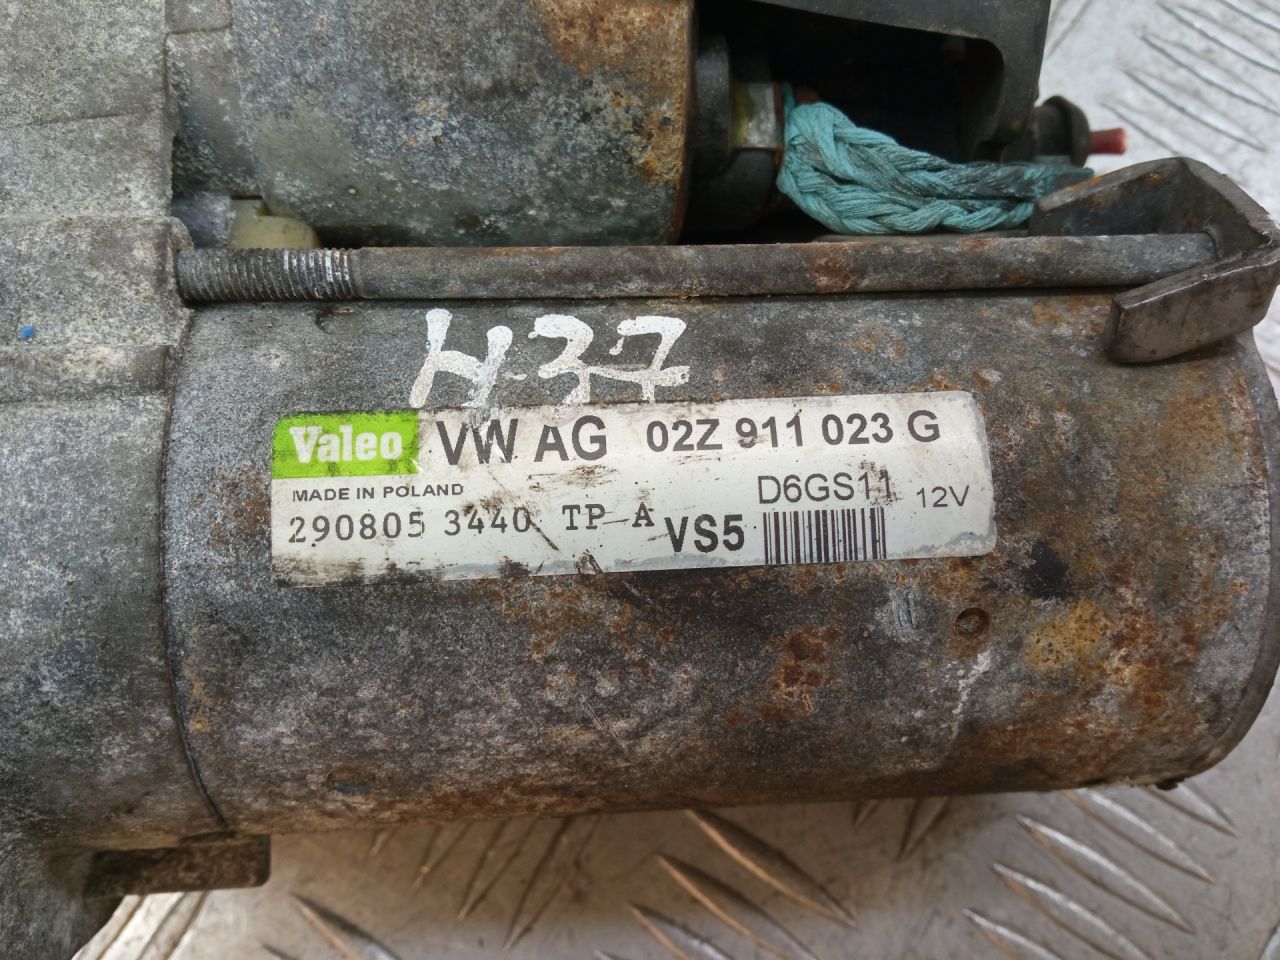 H37
Valeo VW AG 02Z 911 023 G
MADE IN POLAND D6GS11 12V
290805 3440 TP A VS5